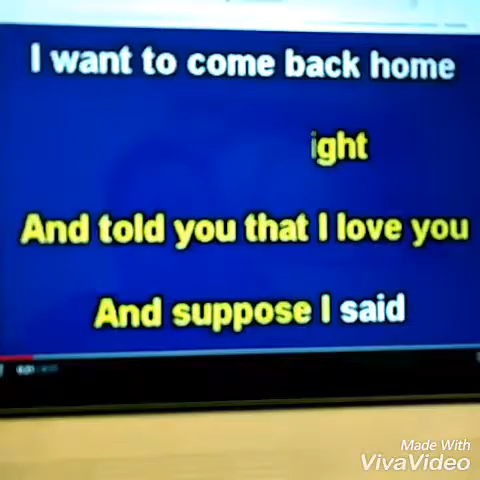 I want to come back home
ight
And told you that I love you
And suppose I said
Made With
VivaVideo